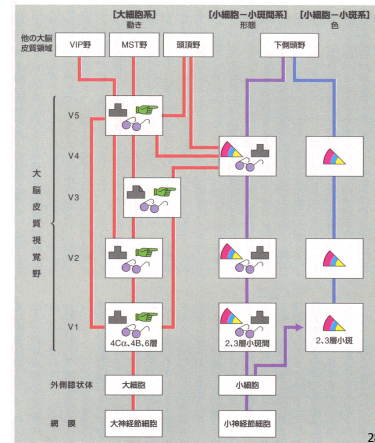 [大細胞系] [小細胞－小斑間系] [小細胞－小斑系]
動き 形態 色
他の大脳
皮質領域
VIP野 MST野 頭頂野 下側頭野
V5
V4
V3
V2
V1
大脳皮質視覚野
4Cα、4B、6層 2、3層小斑間 2、3層小斑
外側膝状体 大細胞 小細胞
網膜 大神経節細胞 小神経節細胞
2